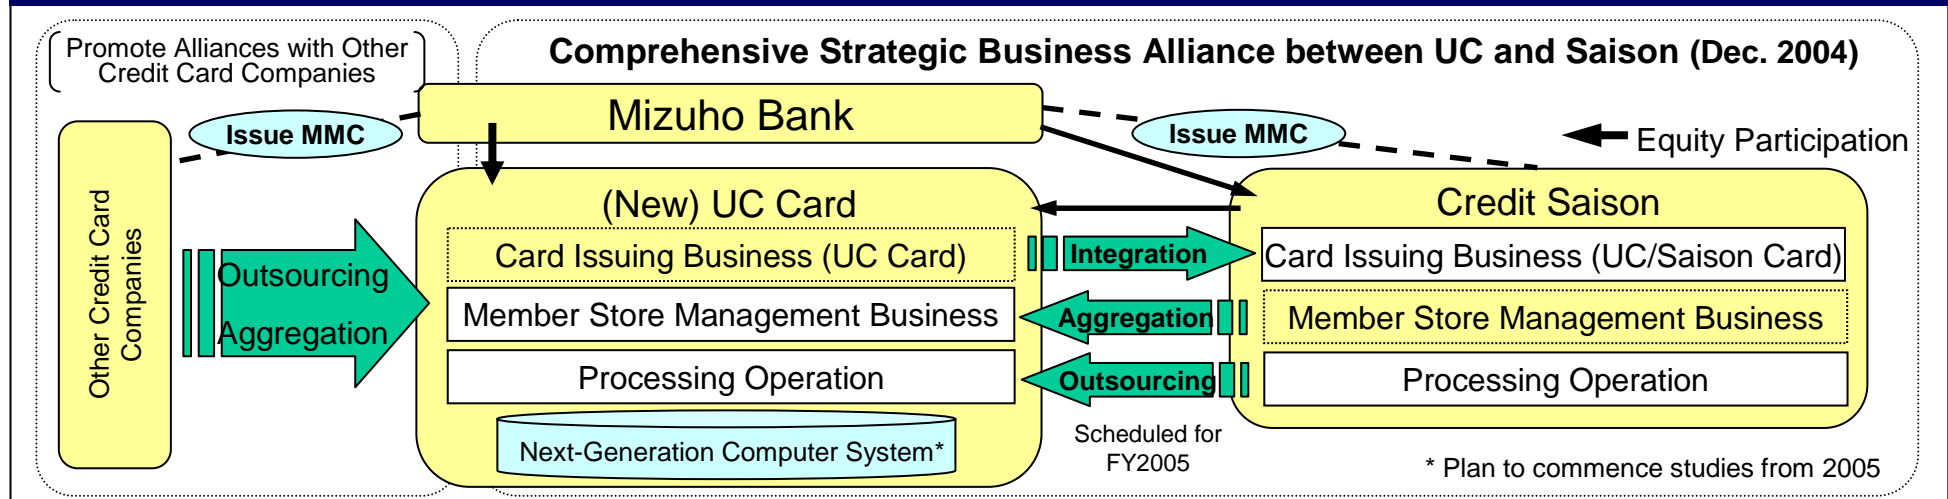 Promote Alliances with Other
Credit Card Companies
Comprehensive Strategic Business Alliance between UC and Saison (Dec. 2004)
Mizuho Bank
Issue MMC
Issue MMC
Equity Participation
Other Credit Card
Companies
(New) UC Card
Credit Saison
Outsourcing
Aggregation
Card Issuing Business (UC Card)
Integration
Card Issuing Business (UC/Saison Card)
Member Store Management Business
Aggregation
Member Store Management Business
Processing Operation
Outsourcing
Processing Operation
Next-Generation Computer System*
Scheduled for
FY2005
* Plan to commence studies from 2005